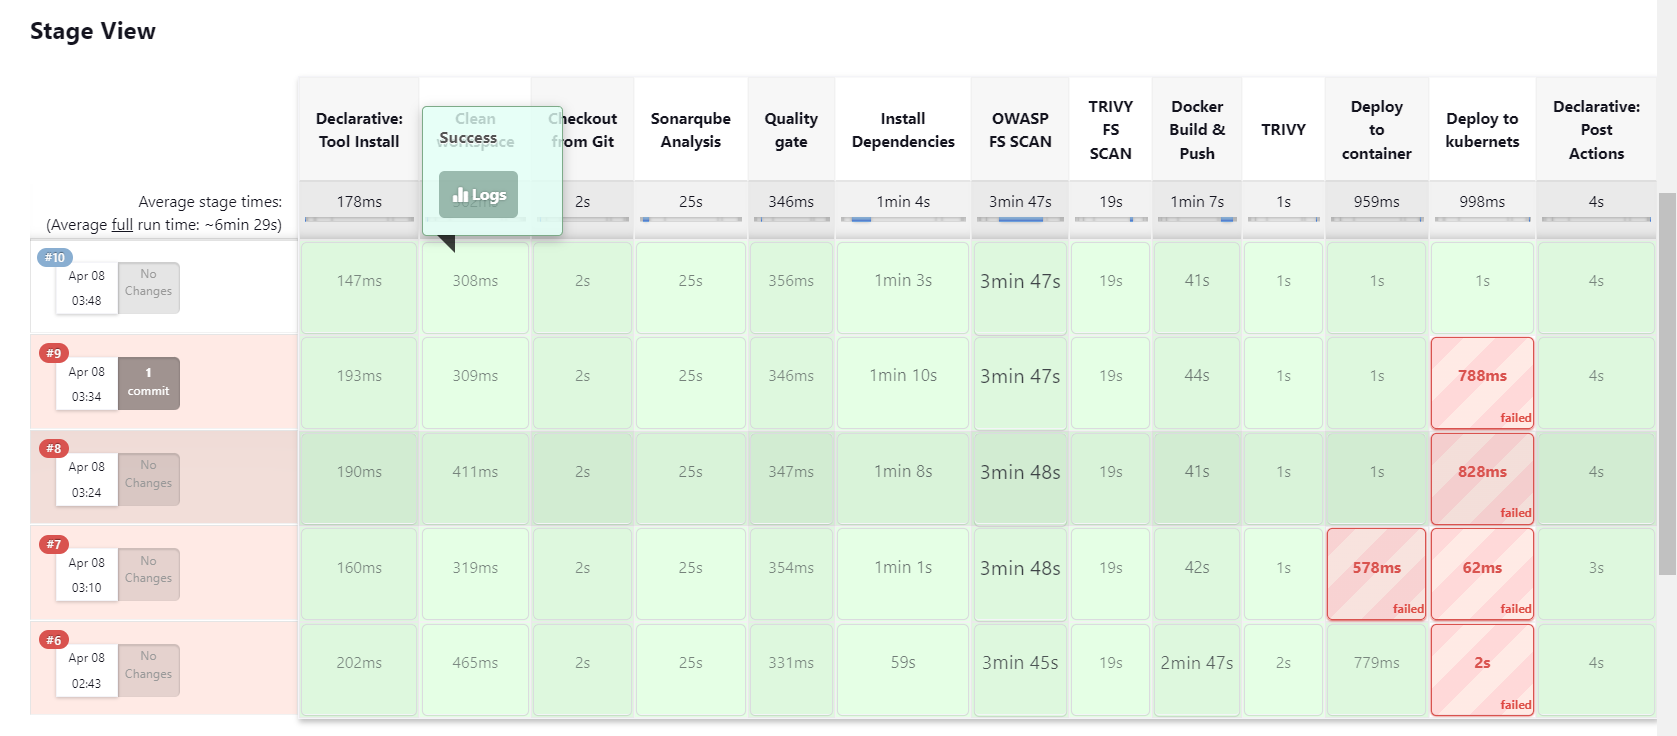 Stage View
Declarative: Tool Install
Clean workspace
Checkout from Git
Sonarqube Analysis
Quality gate
Install Dependencies
OWASP FS SCAN
TRIVY FS SCAN
Docker Build & Push
TRIVY
Deploy to container
Deploy to kubernets
Declarative: Post Actions
Success
Logs
Average stage times:
(Average full run time: ~6min 29s)
178ms 2s 25s 346ms 1min 4s 3min 47s 19s 1min 7s 1s 959ms 998ms 4s
#10
Apr 08
03:48
No Changes
147ms 308ms 2s 25s 356ms 1min 3s 3min 47s 19s 41s 1s 1s 1s 4s
#9
Apr 08
03:34
1 commit
193ms 309ms 2s 25s 346ms 1min 10s 3min 47s 19s 44s 1s 1s 788ms 4s
failed
#8
Apr 08
03:24
No Changes
190ms 411ms 2s 25s 347ms 1min 8s 3min 48s 19s 41s 1s 1s 828ms 4s
failed
#7
Apr 08
03:10
No Changes
160ms 319ms 2s 25s 354ms 1min 1s 3min 48s 19s 42s 1s 578ms 62ms 3s
failed failed
#6
Apr 08
02:43
No Changes
202ms 465ms 2s 25s 331ms 59s 3min 45s 19s 2min 47s 2s 779ms 2s 4s
failed